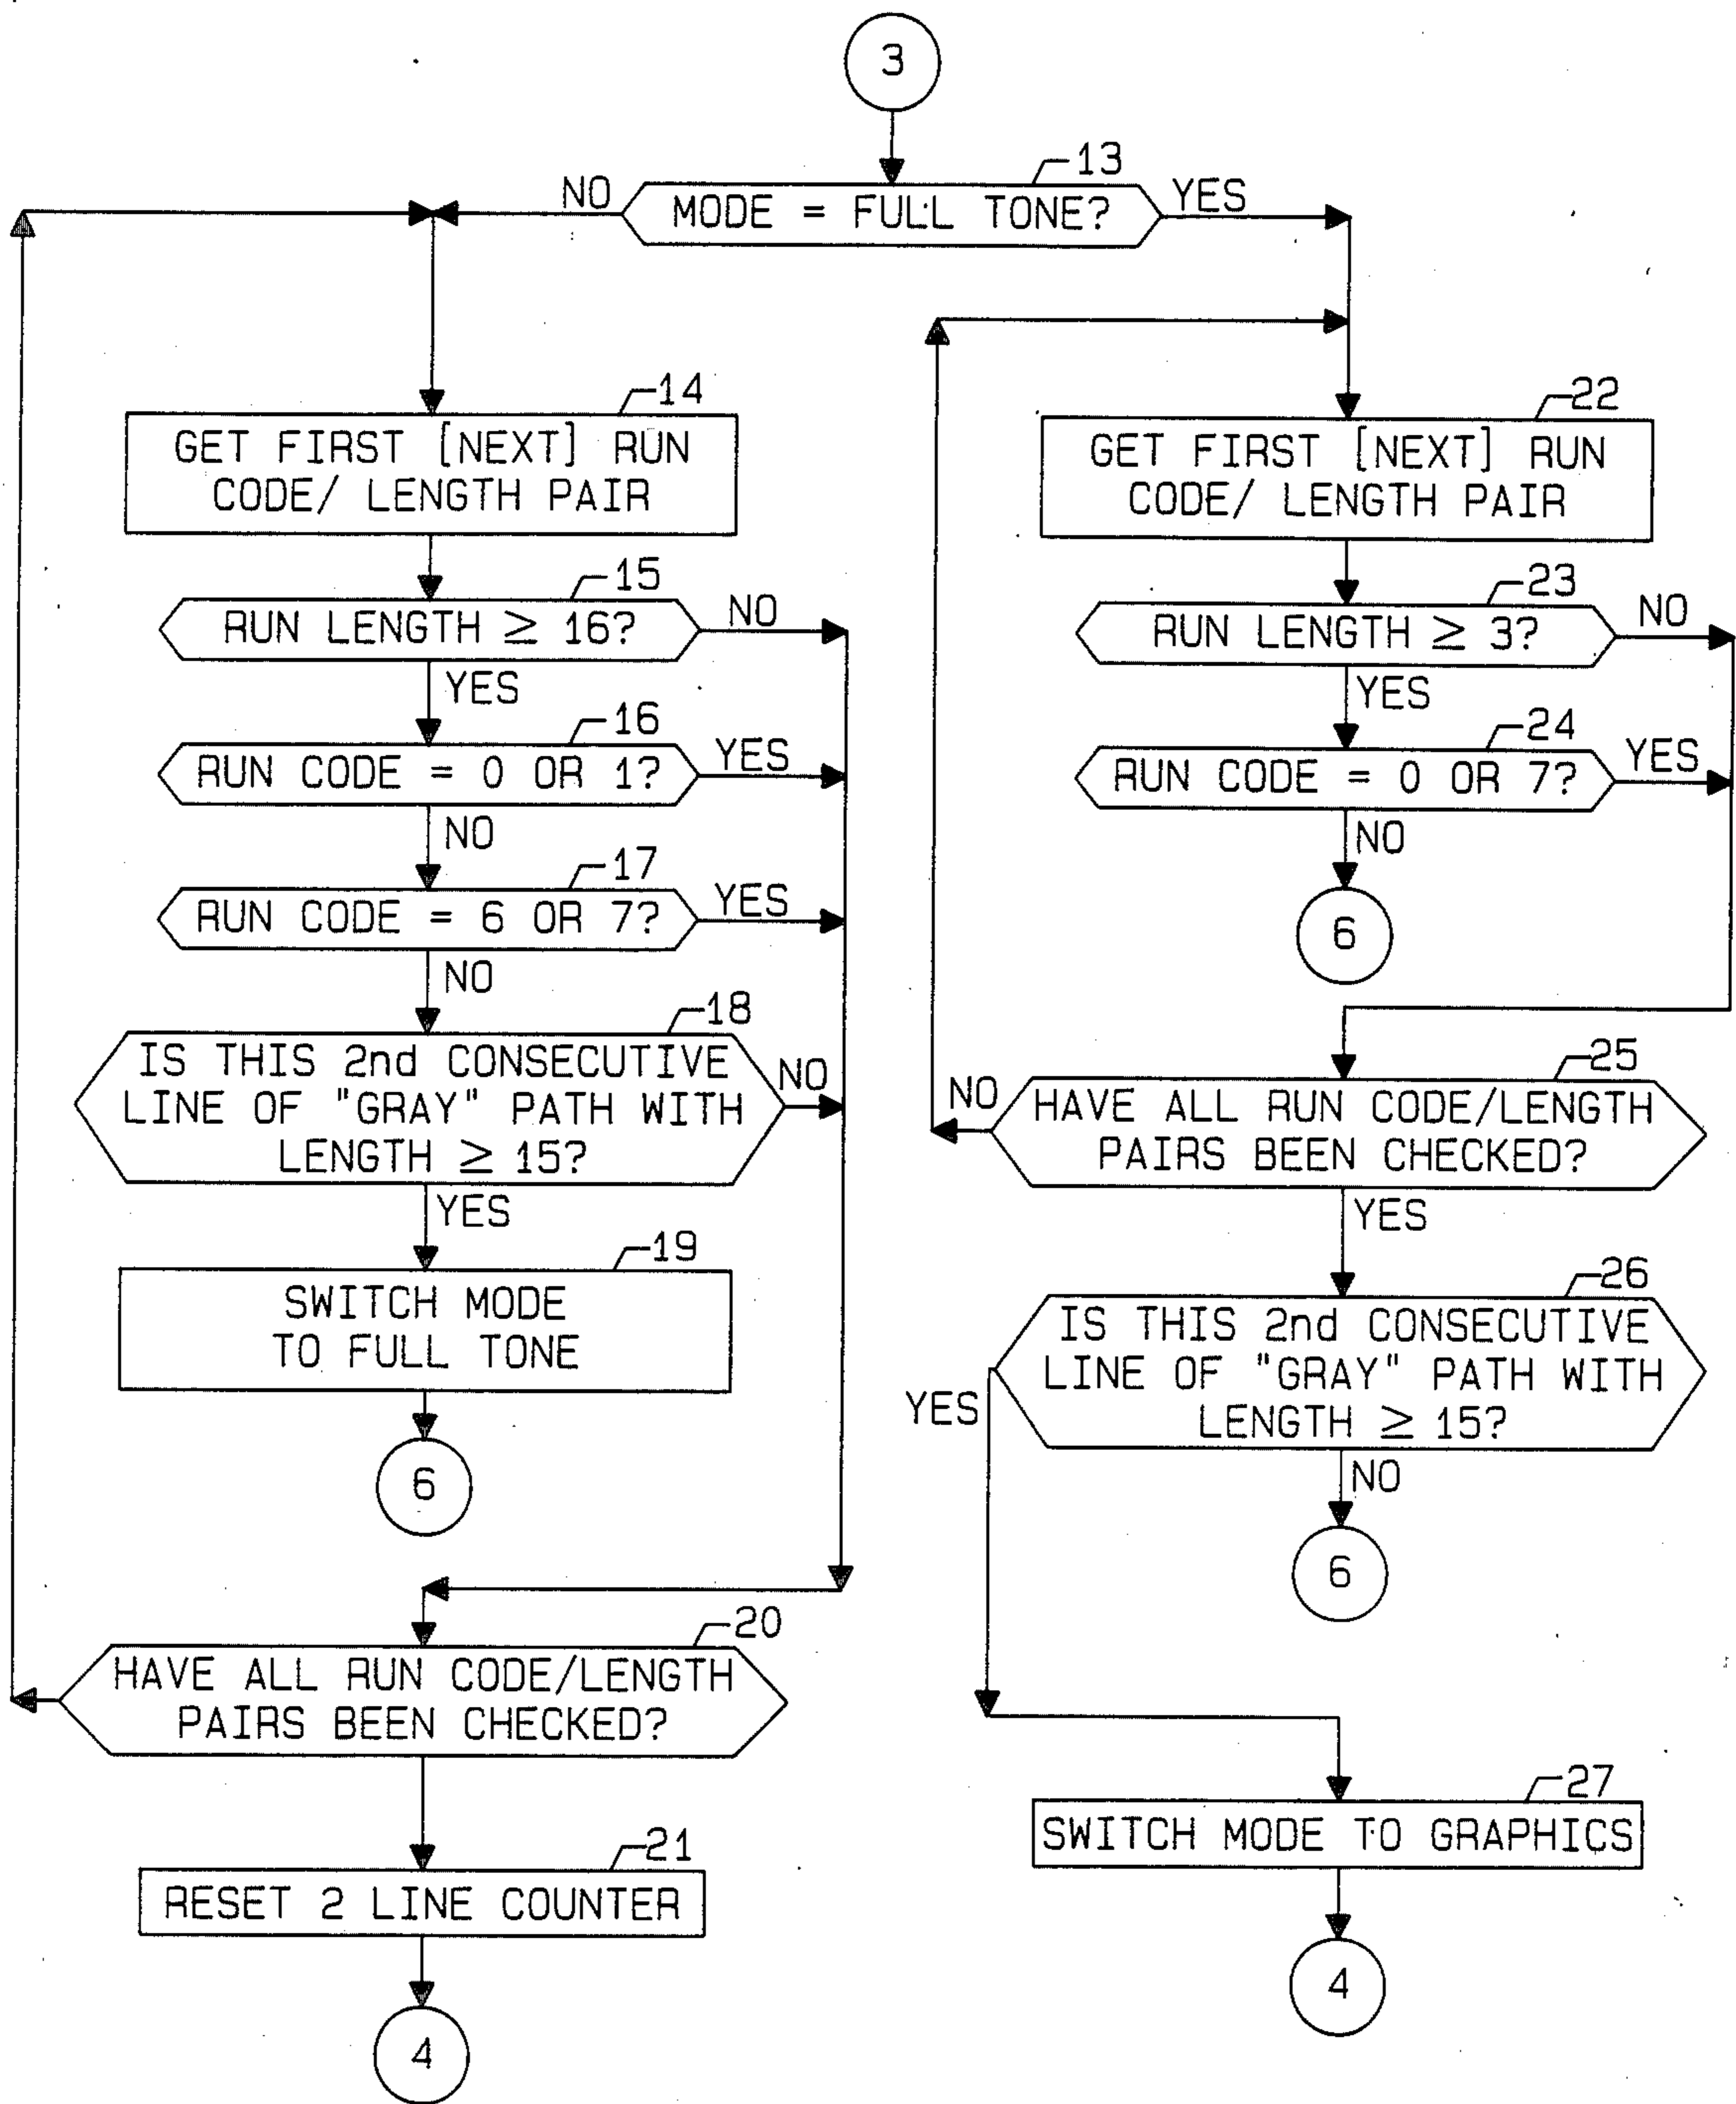 3
13
NO
MODE = FULL TONE?
YES
14
GET FIRST [NEXT] RUN
CODE/ LENGTH PAIR
15
RUN LENGTH ≥ 16?
NO
YES
16
RUN CODE = 0 OR 1?
YES
NO
17
RUN CODE = 6 OR 7?
YES
NO
18
IS THIS 2nd CONSECUTIVE
LINE OF "GRAY" PATH WITH
LENGTH ≥ 15?
NO
YES
19
SWITCH MODE
TO FULL TONE
6
20
HAVE ALL RUN CODE/LENGTH
PAIRS BEEN CHECKED?
21
RESET 2 LINE COUNTER
4
22
GET FIRST [NEXT] RUN
CODE/ LENGTH PAIR
23
RUN LENGTH ≥ 3?
NO
YES
24
RUN CODE = 0 OR 7?
YES
NO
6
25
NO
HAVE ALL RUN CODE/LENGTH
PAIRS BEEN CHECKED?
YES
26
IS THIS 2nd CONSECUTIVE
LINE OF "GRAY" PATH WITH
LENGTH ≥ 15?
YES
NO
6
27
SWITCH MODE TO GRAPHICS
4